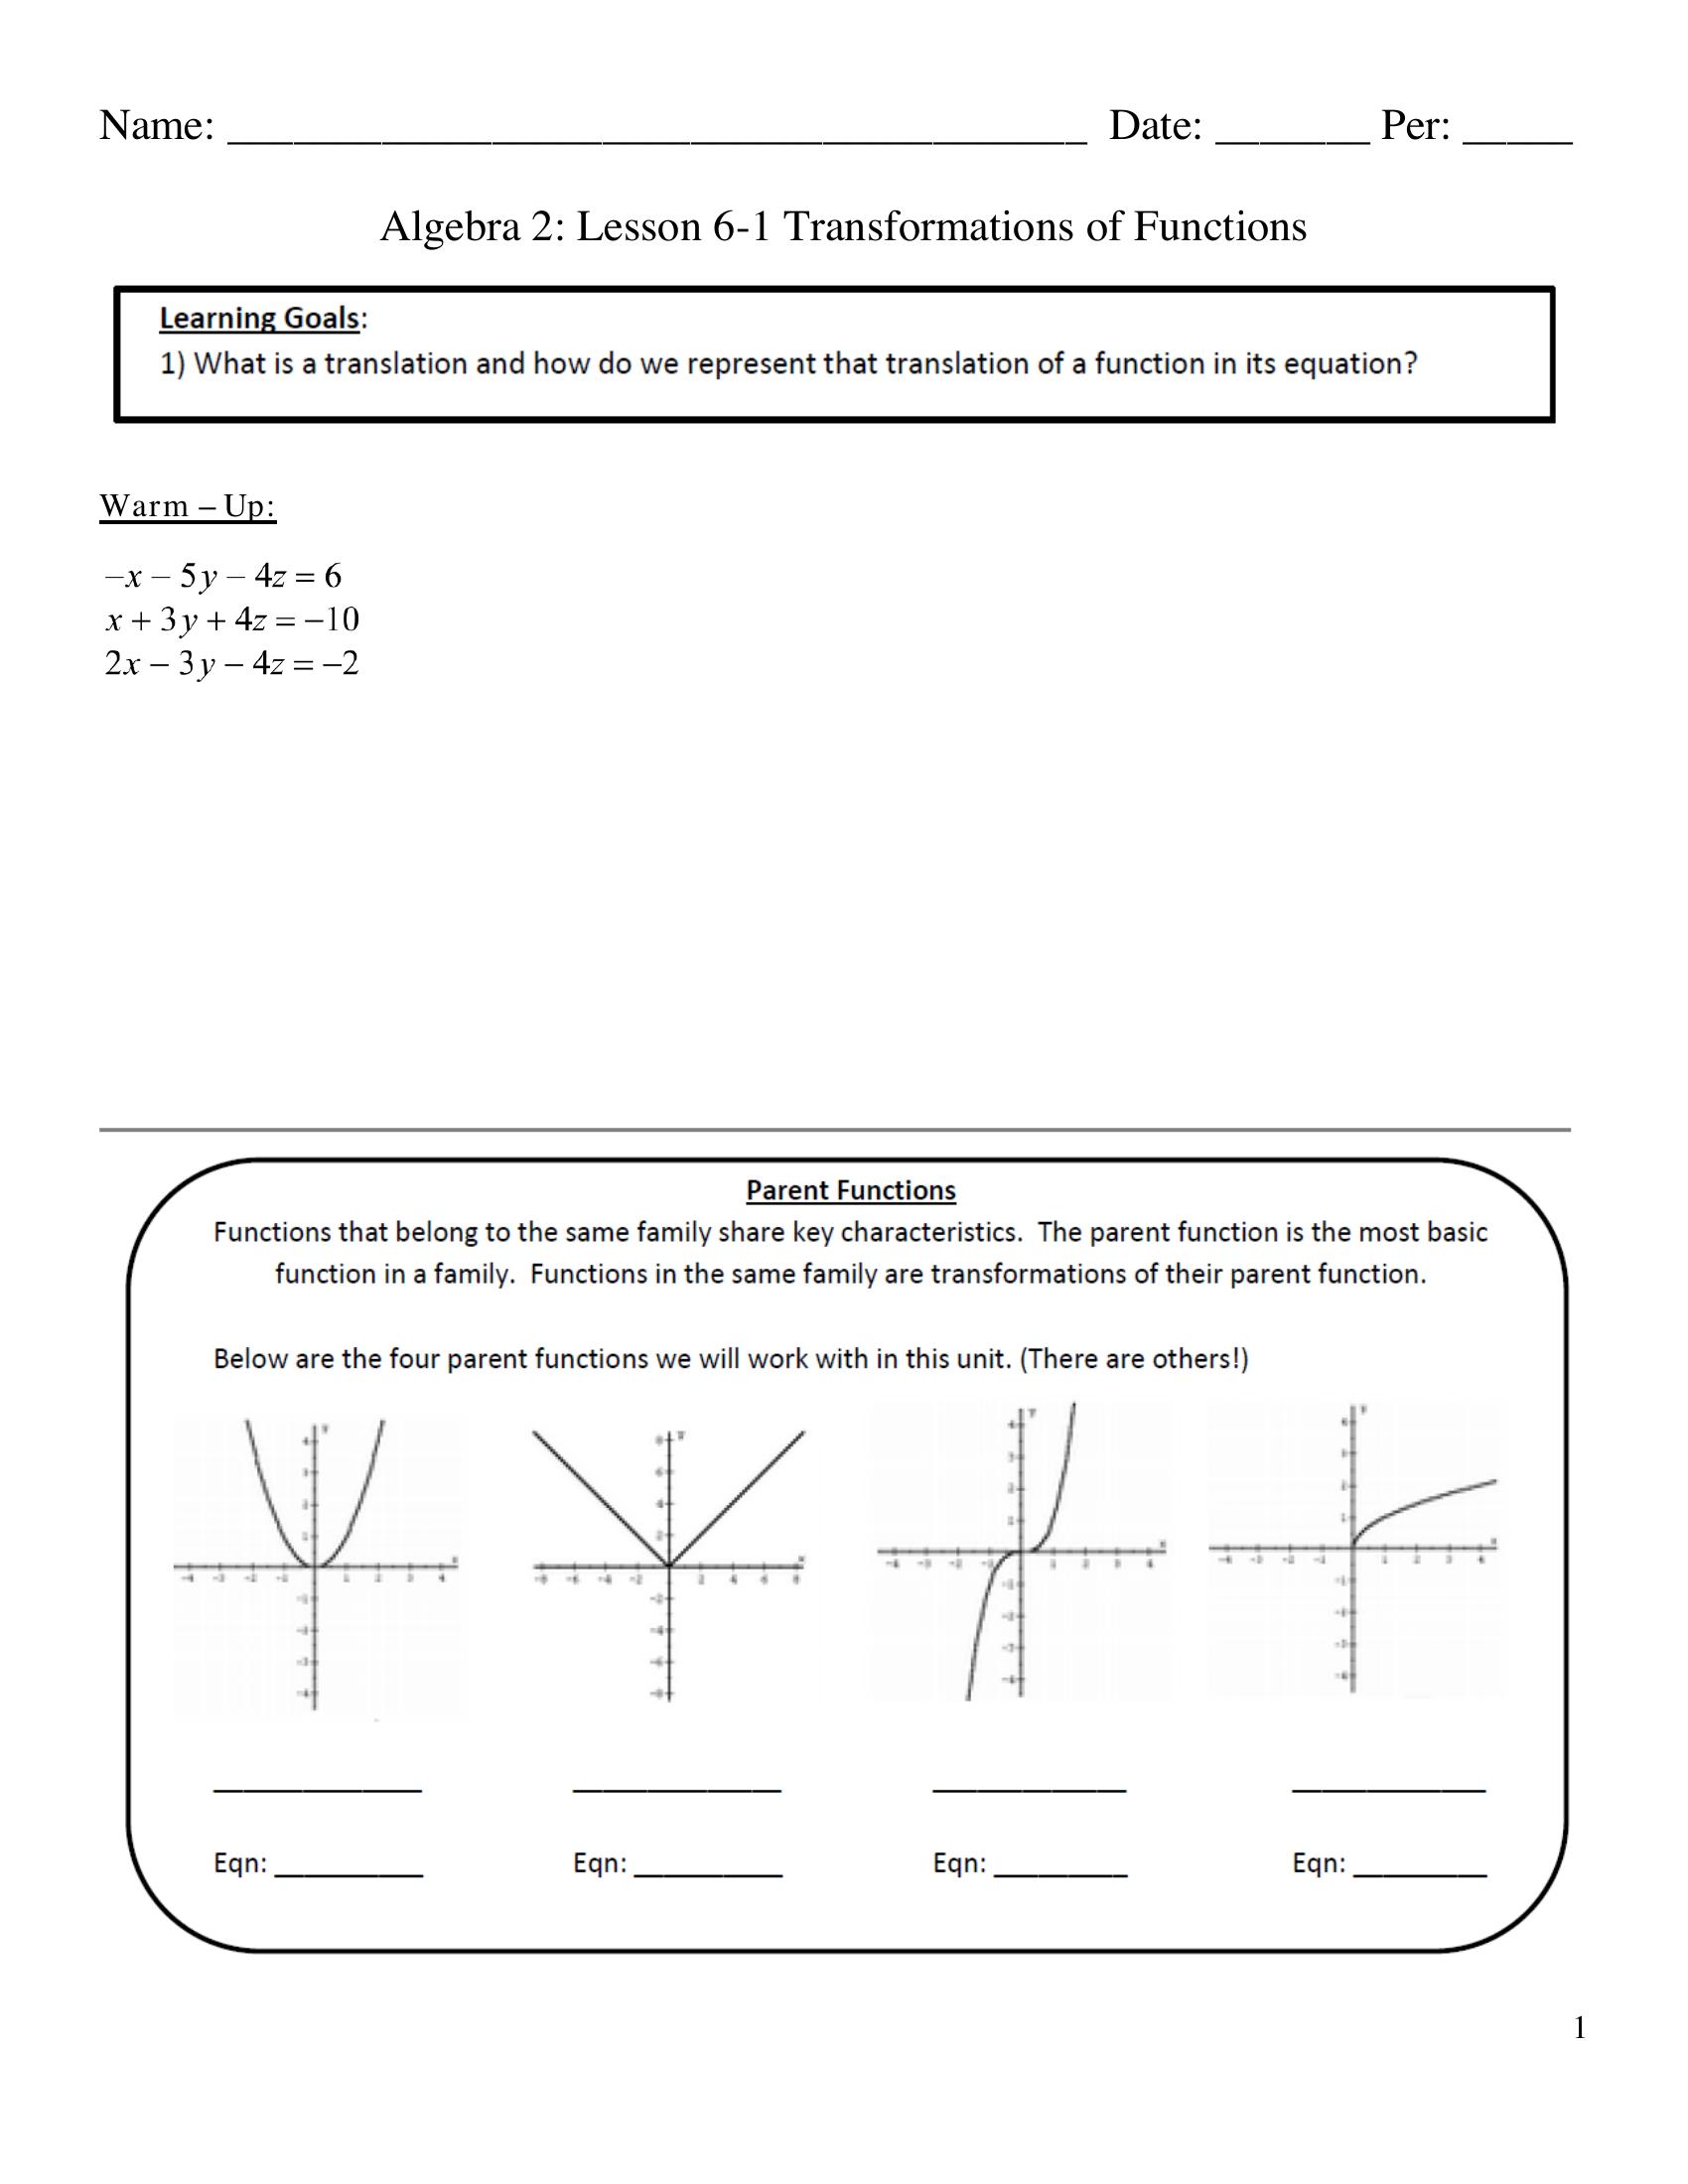 Name: _______________________________________ Date: _______ Per: _____
Algebra 2: Lesson 6-1 Transformations of Functions
Learning Goals:
1) What is a translation and how do we represent that translation of a function in its equation?
Warm – Up:
−x − 5y − 4z = 6
x + 3y + 4z = −10
2x − 3y − 4z = −2
Parent Functions
Functions that belong to the same family share key characteristics. The parent function is the most basic
function in a family. Functions in the same family are transformations of their parent function.
Below are the four parent functions we will work with in this unit. (There are others!)
______________ ______________ _____________ _____________
Eqn: __________ Eqn: __________ Eqn: _________ Eqn: _________
1